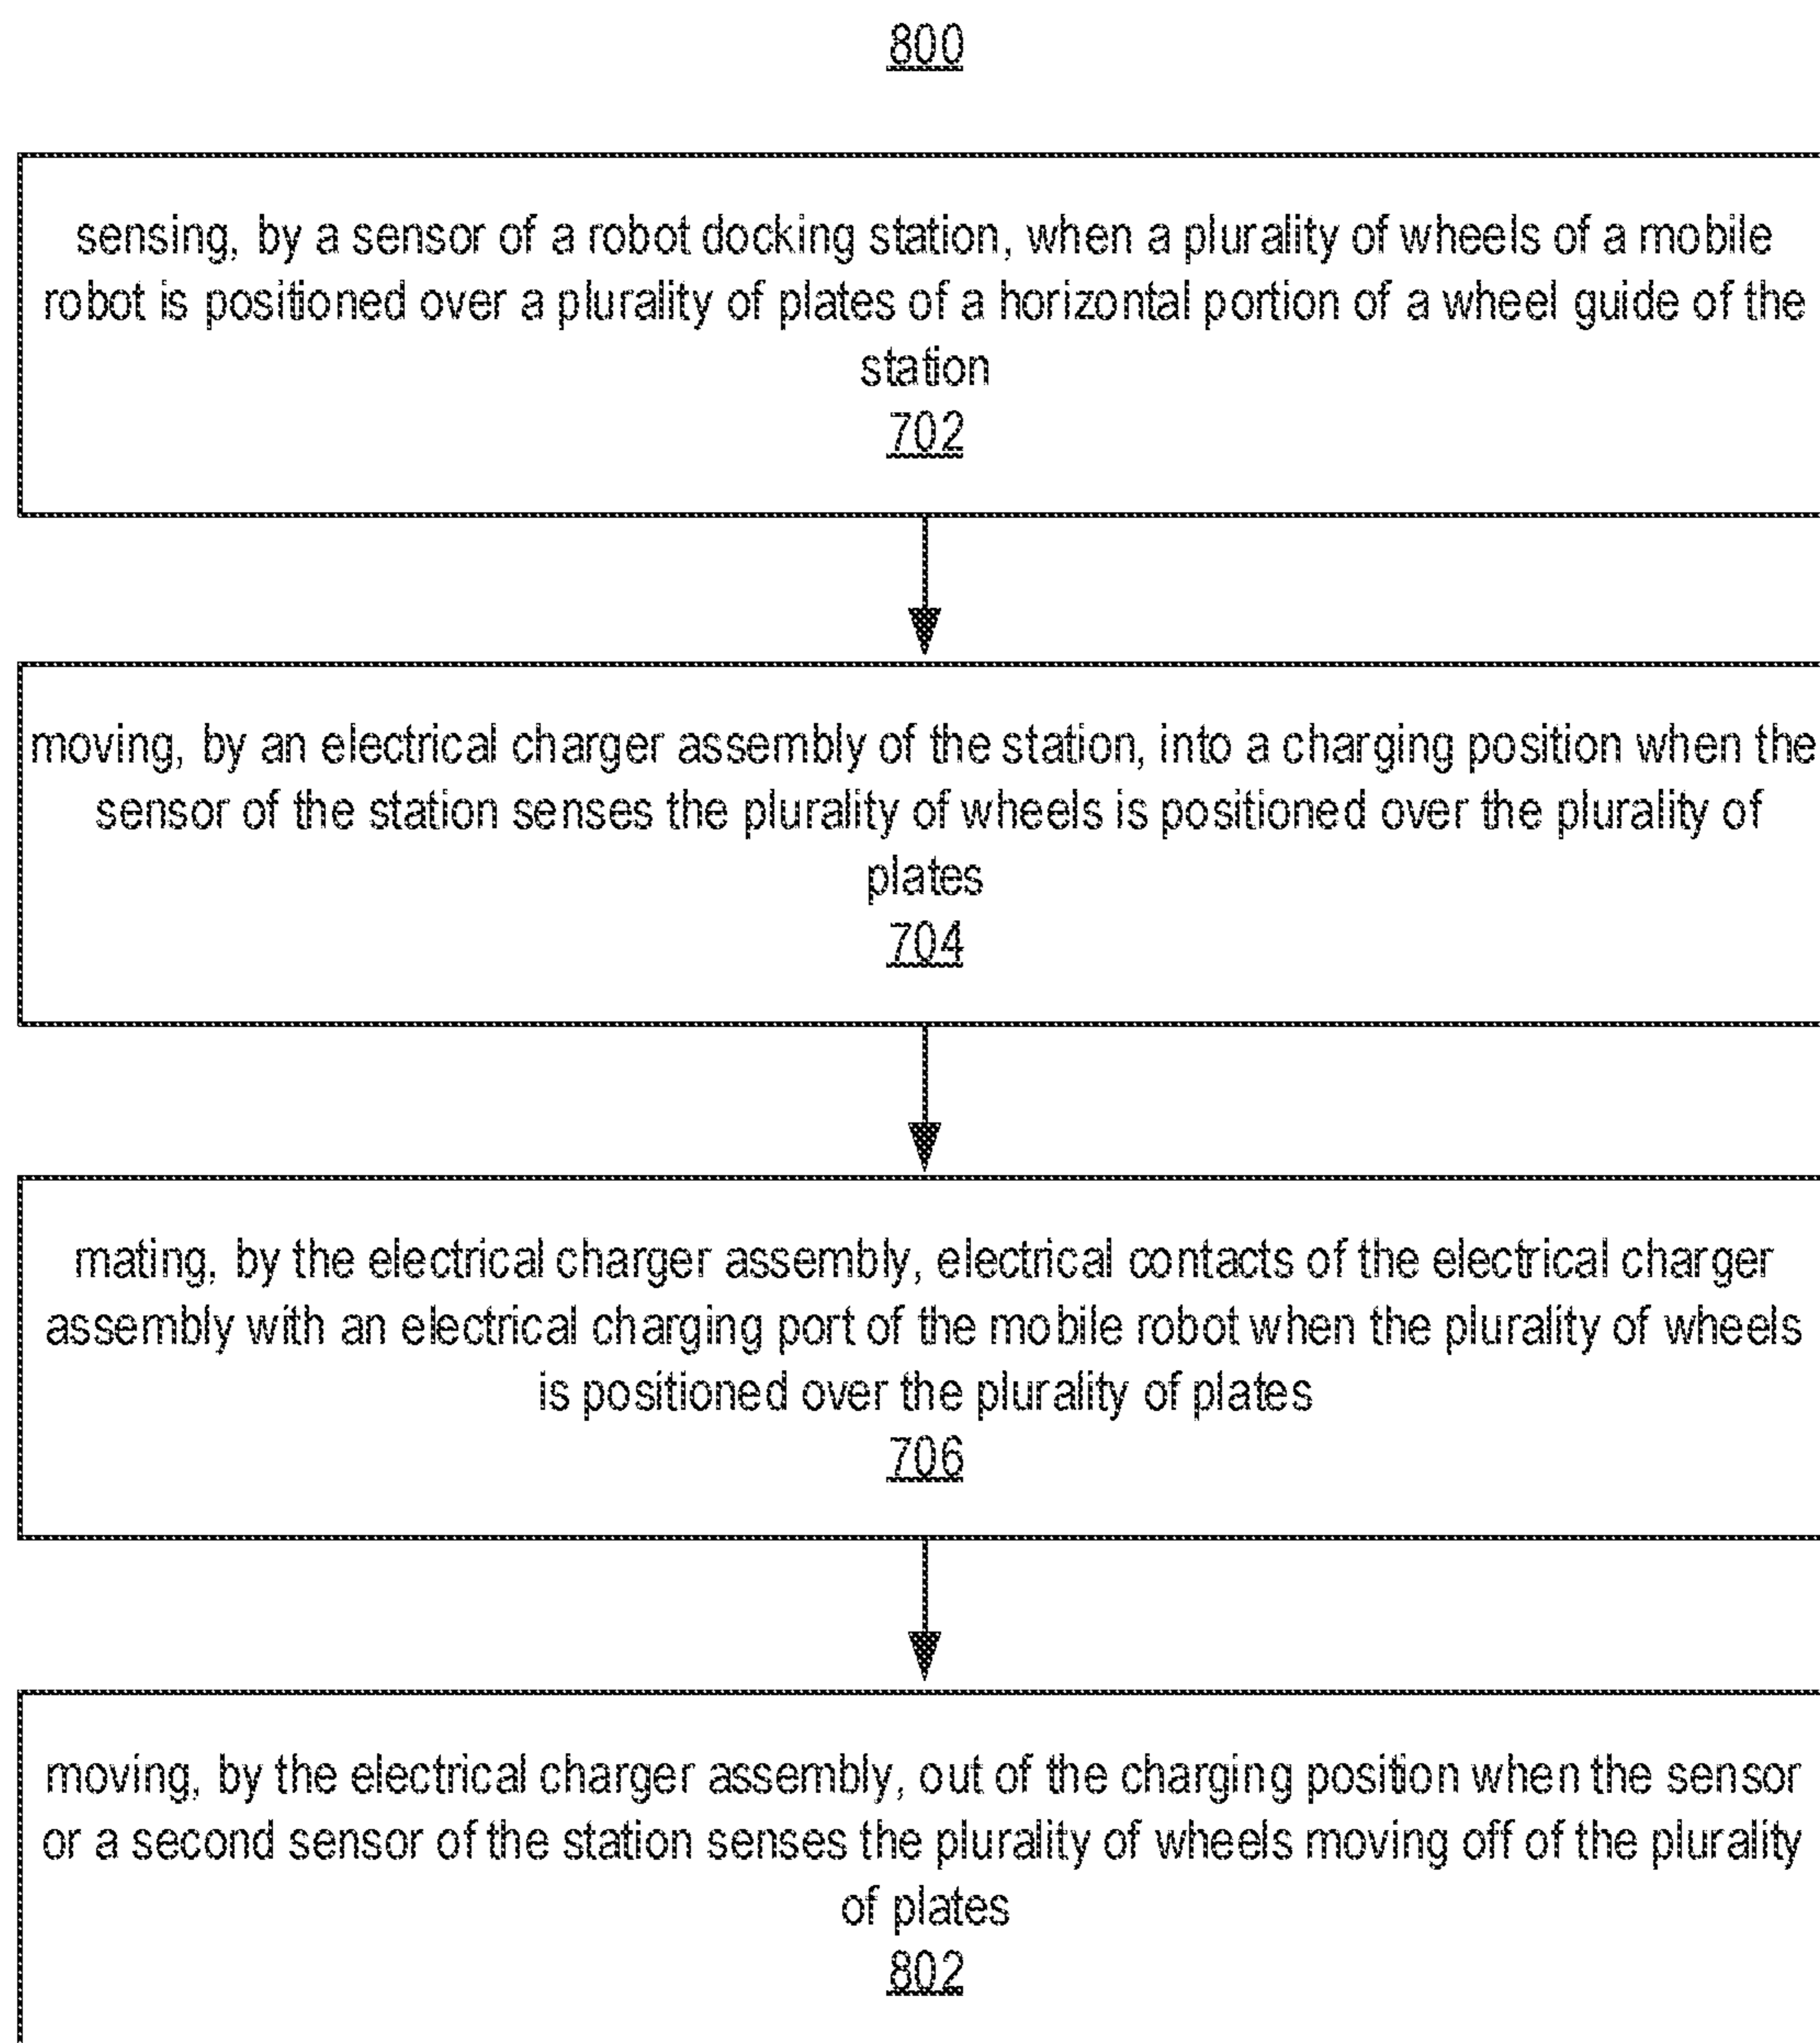 800
sensing, by a sensor of a robot docking station, when a plurality of wheels of a mobile
robot is positioned over a plurality of plates of a horizontal portion of a wheel guide of the
station
702
moving, by an electrical charger assembly of the station, into a charging position when the
sensor of the station senses the plurality of wheels is positioned over the plurality of
plates
704
mating, by the electrical charger assembly, electrical contacts of the electrical charger
assembly with an electrical charging port of the mobile robot when the plurality of wheels
is positioned over the plurality of plates
706
moving, by the electrical charger assembly, out of the charging position when the sensor
or a second sensor of the station senses the plurality of wheels moving off of the plurality
of plates
802